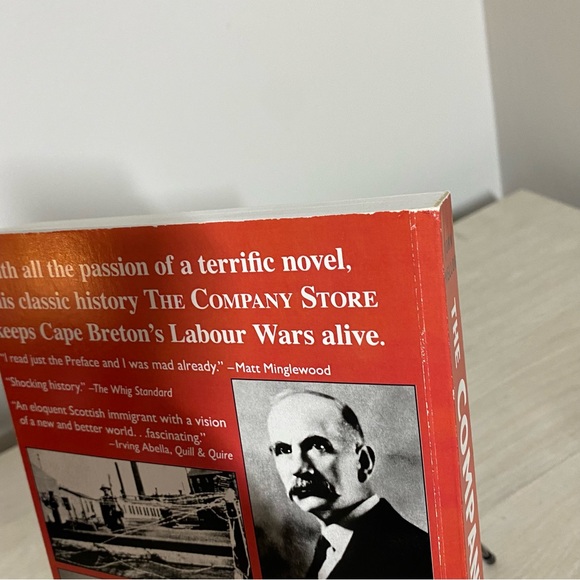 th all the passion of a terrific novel,
is classic history THE COMPANY STORE
keeps Cape Breton's Labour Wars alive.
"I read just the Preface and I was mad already." –Matt Minglewood
"Shocking history." –The Whig Standard
"An eloquent Scottish immigrant with a vision
of a new and better world. . .fascinating."
–Irving Abella, Quill & Quire
THE COMPAN